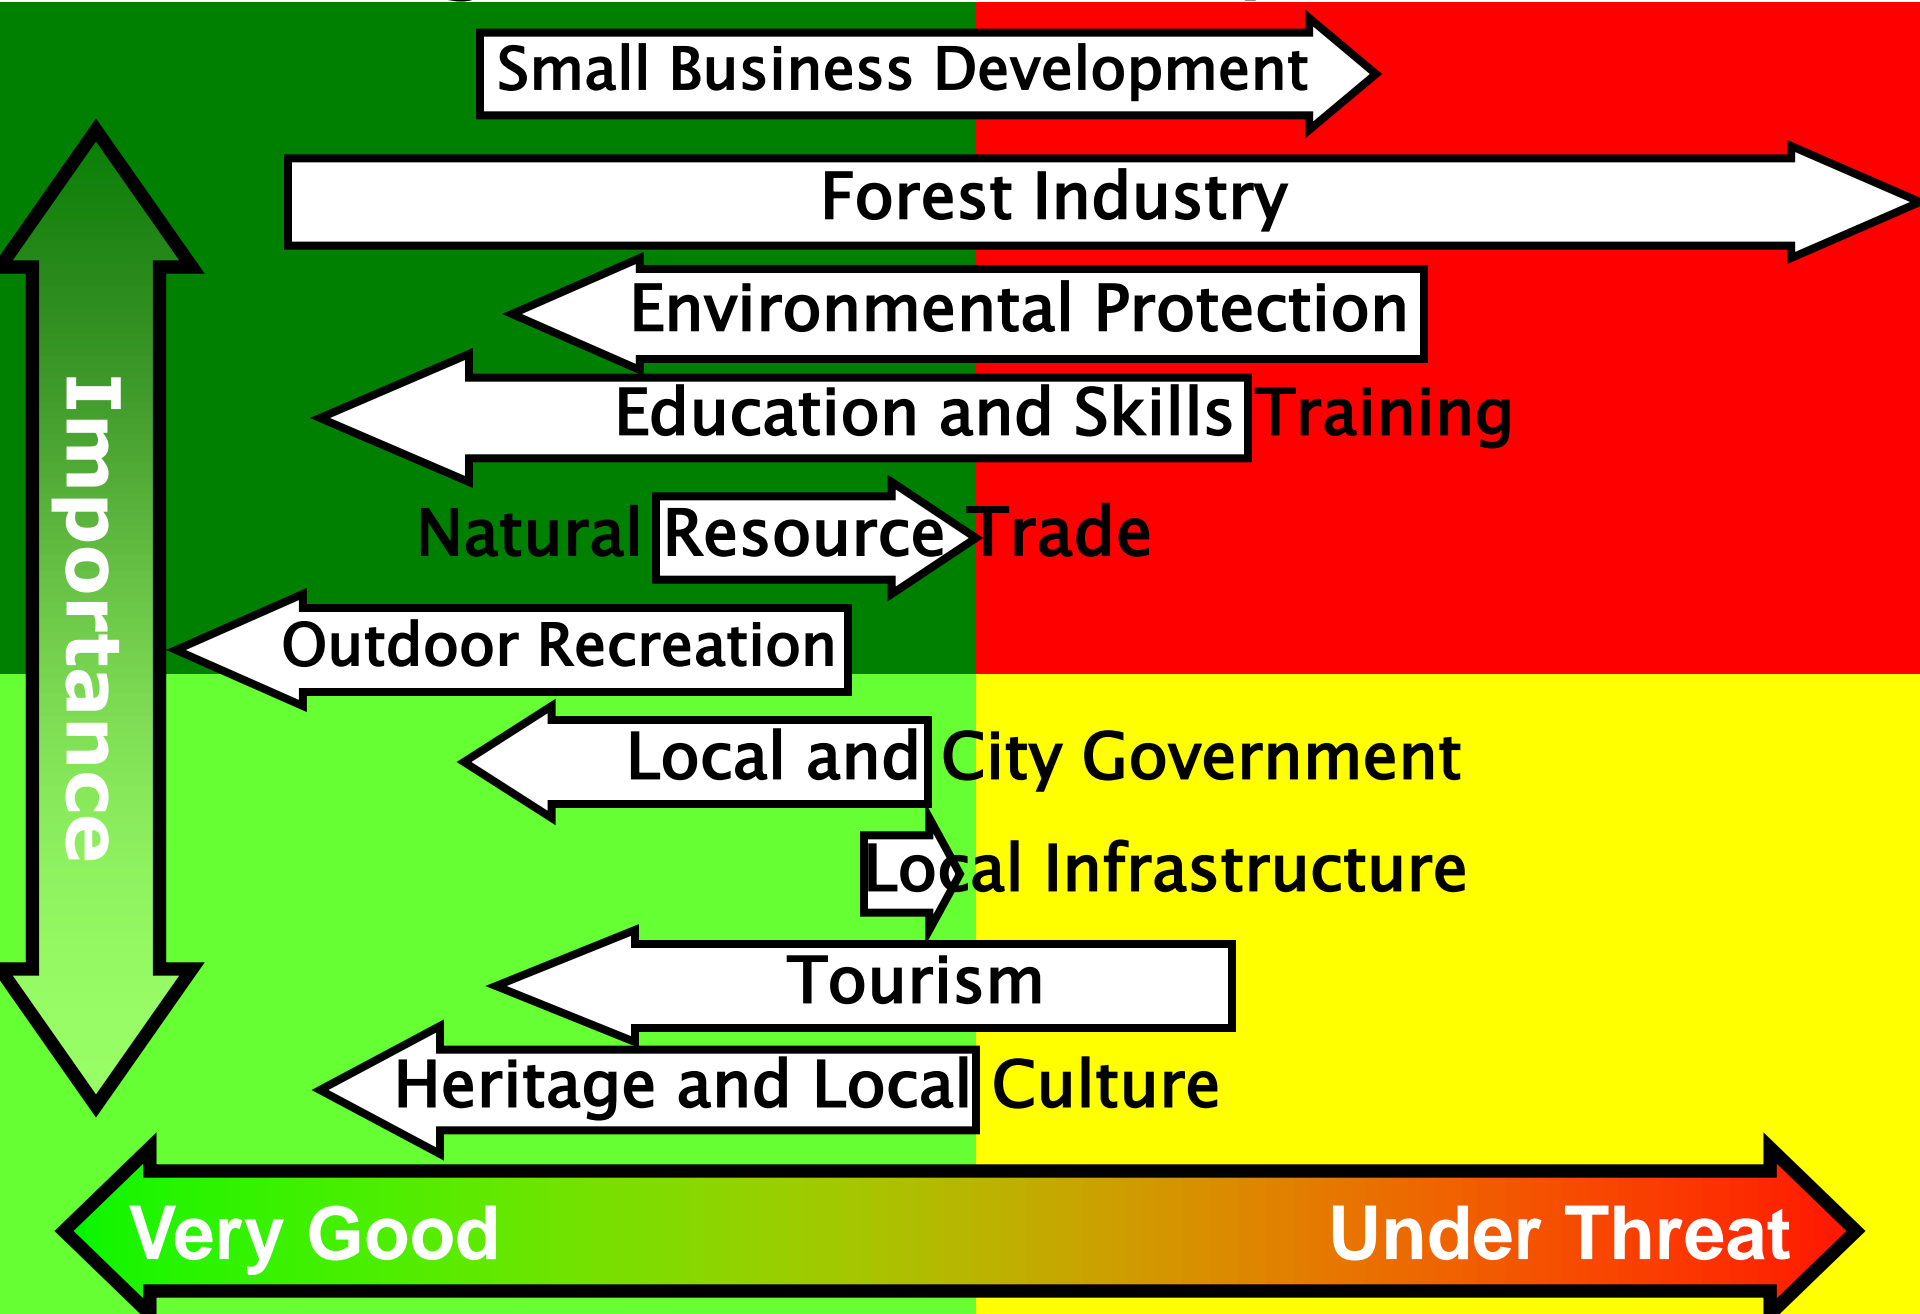 Small Business Development
Forest Industry
Environmental Protection
Education and Skills Training
Natural Resource Trade
Outdoor Recreation
Local and City Government
Local Infrastructure
Tourism
Heritage and Local Culture
Importance
Very Good
Under Threat